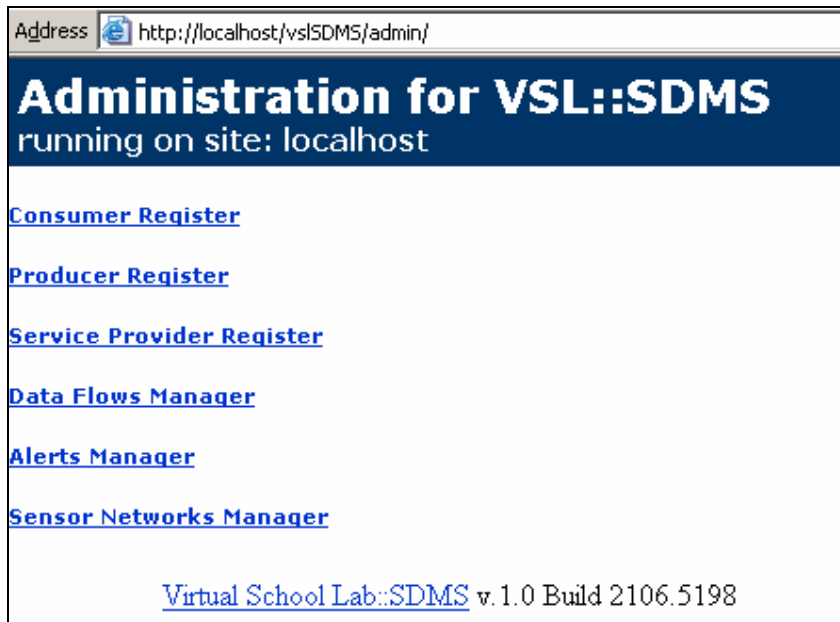 Address http://localhost/vslSDMS/admin/
Administration for VSL::SDMS
running on site: localhost
Consumer Register
Producer Register
Service Provider Register
Data Flows Manager
Alerts Manager
Sensor Networks Manager
Virtual School Lab::SDMS v.1.0 Build 2106.5198